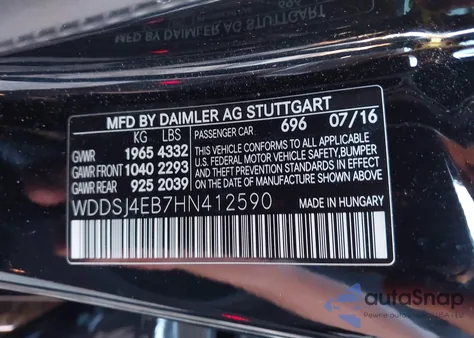 MFD BY DAIMLER AG STUTTGART
KG LBS
PASSENGER CAR 696 07/16
GVWR 1965 4332
GAWR FRONT 1040 2293
GAWR REAR 925 2039
THIS VEHICLE CONFORMS TO ALL APPLICABLE
U.S. FEDERAL MOTOR VEHICLE SAFETY, BUMPER
AND THEFT PREVENTION STANDARDS IN EFFECT ON
THE DATE OF MANUFACTURE SHOWN ABOVE.
WDDSJ4EB7HN412590 MADE IN HUNGARY
autoSnap